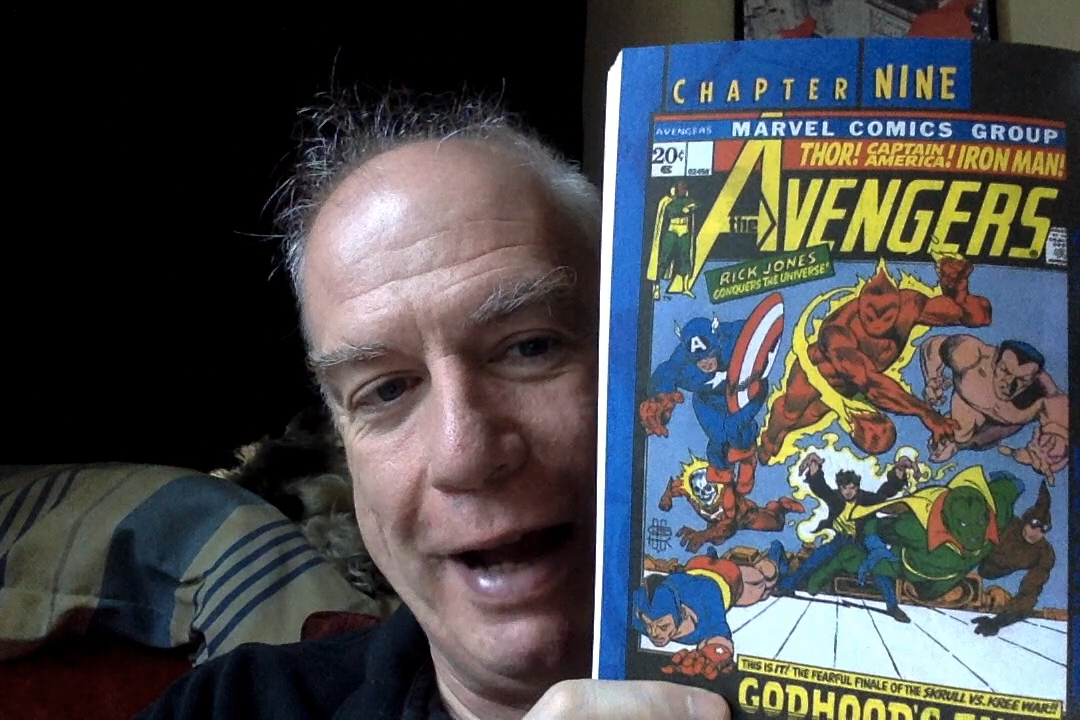 CHAPTER NINE
AVENGERS MARVEL COMICS GROUP
20¢
THOR! CAPTAIN AMERICA! IRON MAN!
the AVENGERS
RICK JONES
CONQUERS THE UNIVERSE!
A
THIS IS IT! THE FEARFUL FINALE OF THE SKRULL VS. KREE WAR!!
GODHOOD'S